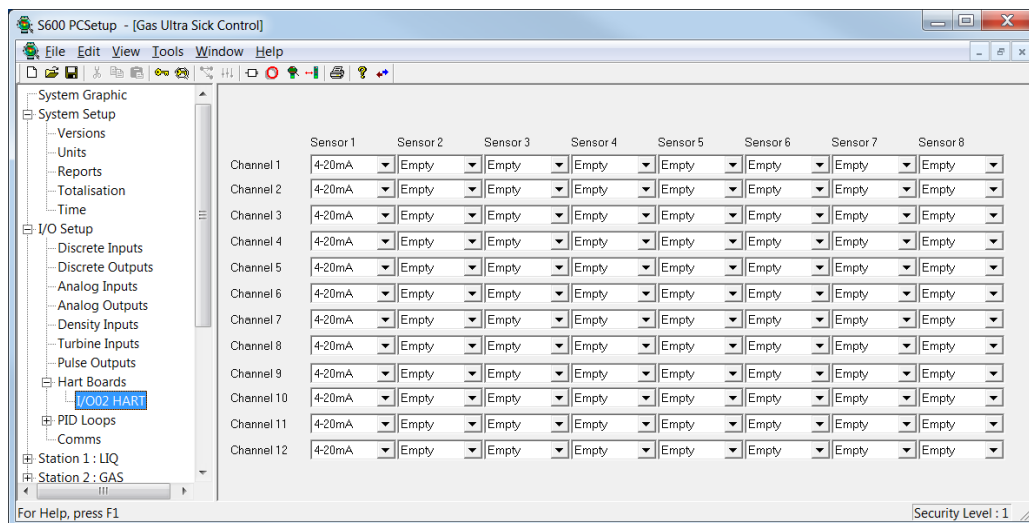 S600 PCSetup - [Gas Ultra Sick Control]
File Edit View Tools Window Help
System Graphic
System Setup
Versions
Units
Reports
Totalisation
Time
I/O Setup
Discrete Inputs
Discrete Outputs
Analog Inputs
Analog Outputs
Density Inputs
Turbine Inputs
Pulse Outputs
Hart Boards
I/O02 HART
PID Loops
Comms
Station 1 : LIQ
Station 2 : GAS
Sensor 1 Sensor 2 Sensor 3 Sensor 4 Sensor 5 Sensor 6 Sensor 7 Sensor 8
Channel 1 4-20mA Empty Empty Empty Empty Empty Empty Empty
Channel 2 4-20mA Empty Empty Empty Empty Empty Empty Empty
Channel 3 4-20mA Empty Empty Empty Empty Empty Empty Empty
Channel 4 4-20mA Empty Empty Empty Empty Empty Empty Empty
Channel 5 4-20mA Empty Empty Empty Empty Empty Empty Empty
Channel 6 4-20mA Empty Empty Empty Empty Empty Empty Empty
Channel 7 4-20mA Empty Empty Empty Empty Empty Empty Empty
Channel 8 4-20mA Empty Empty Empty Empty Empty Empty Empty
Channel 9 4-20mA Empty Empty Empty Empty Empty Empty Empty
Channel 10 4-20mA Empty Empty Empty Empty Empty Empty Empty
Channel 11 4-20mA Empty Empty Empty Empty Empty Empty Empty
Channel 12 4-20mA Empty Empty Empty Empty Empty Empty Empty
For Help, press F1
Security Level : 1